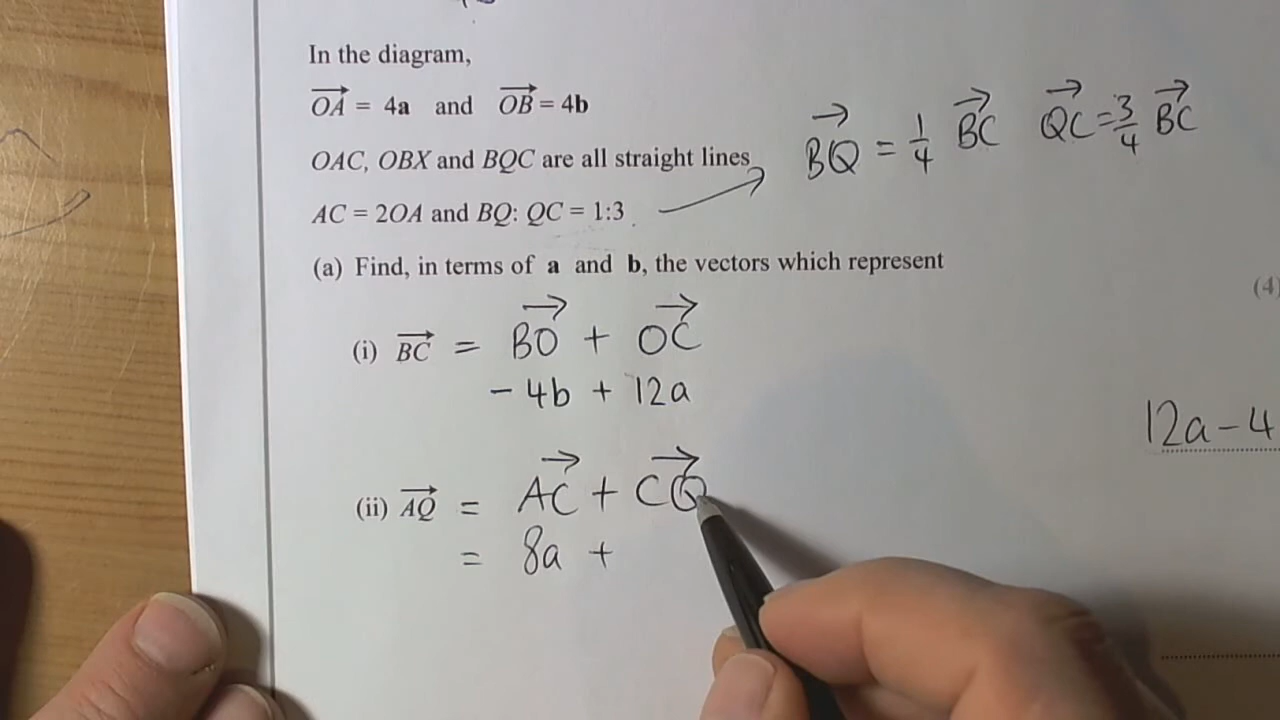 In the diagram,
OA = 4a and OB = 4b
OAC, OBX and BQC are all straight lines
AC = 2OA and BQ: QC = 1:3
BQ = 1/4 BC QC = 3/4 BC
(a) Find, in terms of a and b, the vectors which represent
(4)
(i) BC = BO + OC
- 4b + 12a
12a - 4
(ii) AQ = AC + CQ
= 8a +